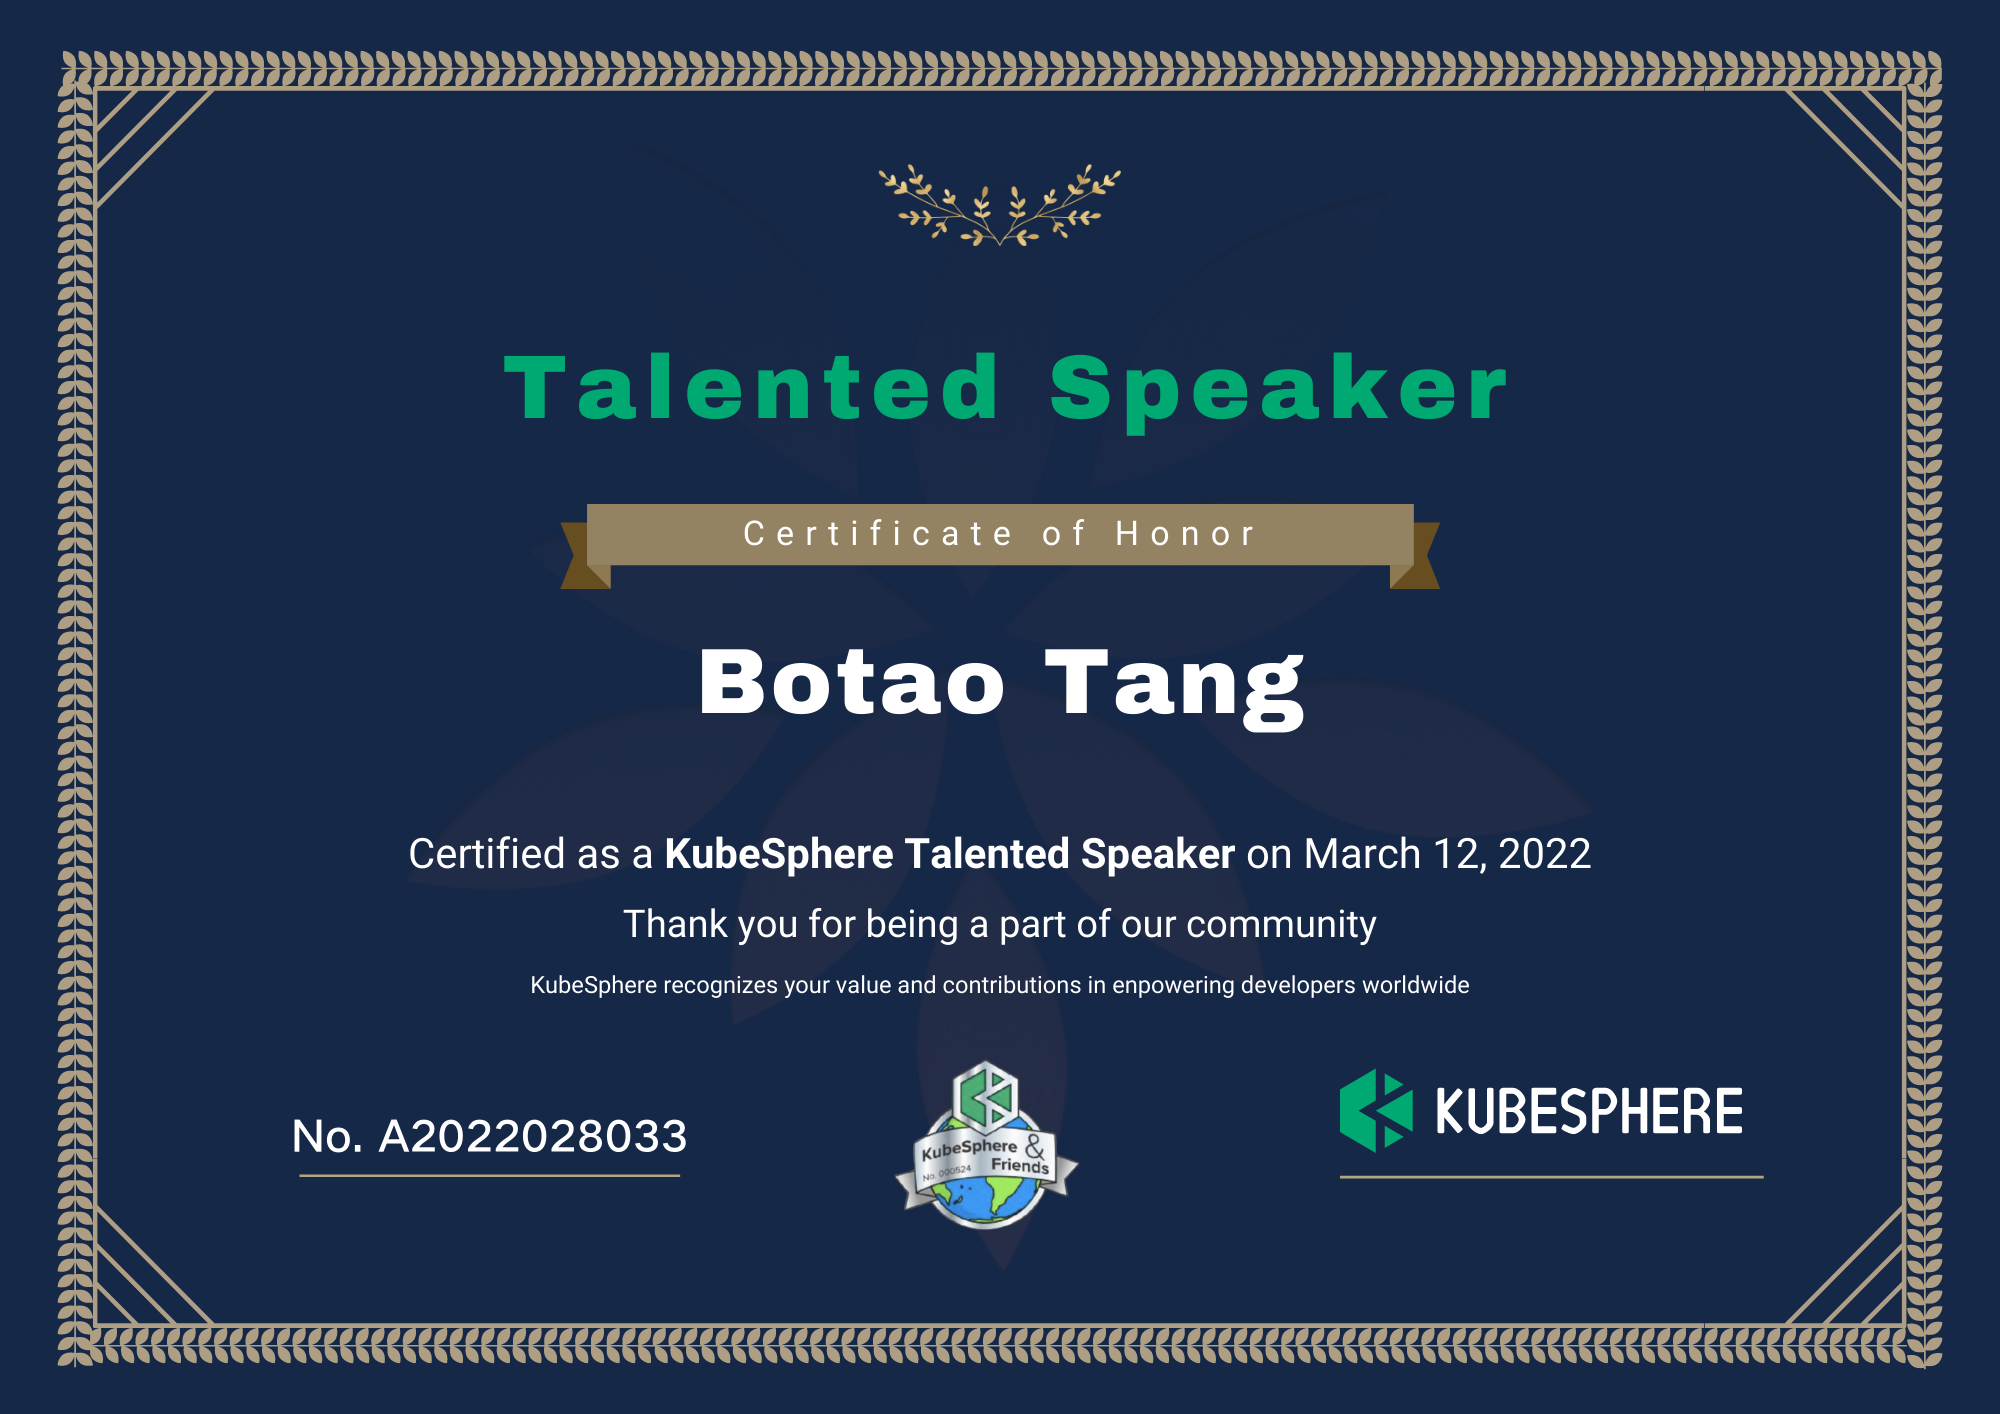 Talented Speaker
Certificate of Honor
Botao Tang
Certified as a KubeSphere Talented Speaker on March 12, 2022
Thank you for being a part of our community
KubeSphere recognizes your value and contributions in enpowering developers worldwide
No. A2022028033
KubeSphere &
Friends
No. 000524
KUBESPHERE